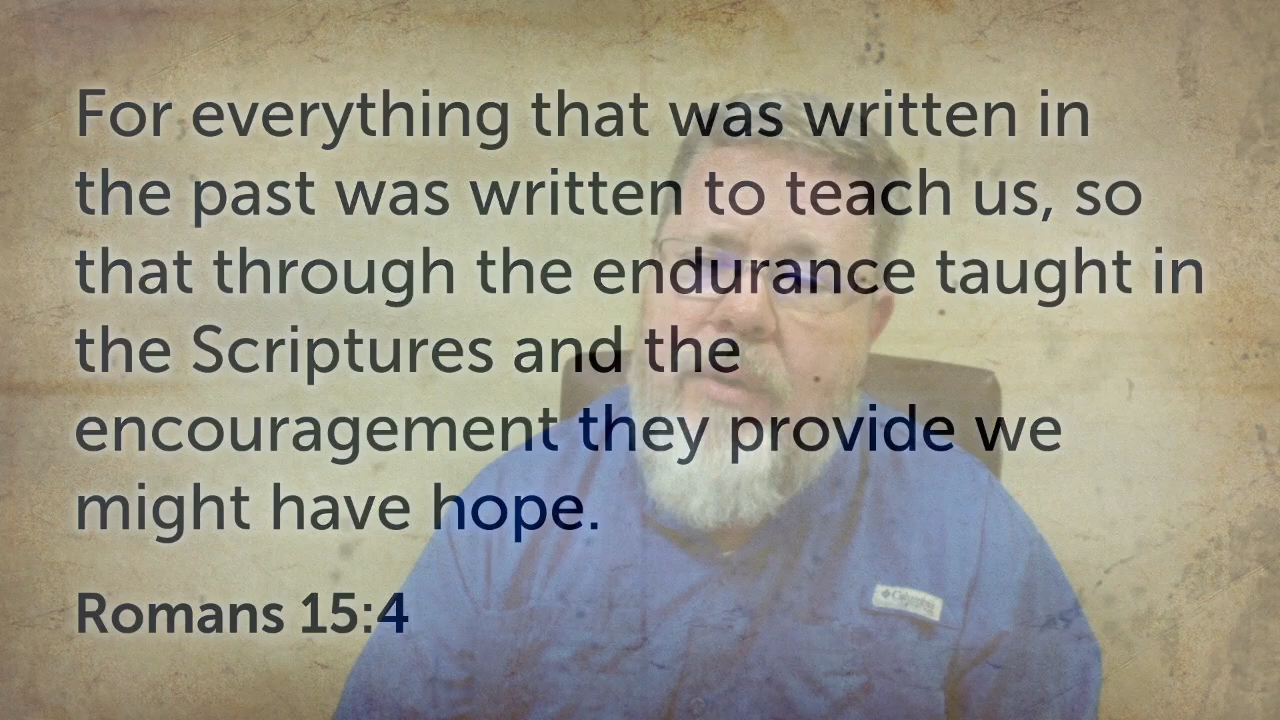 For everything that was written in
the past was written to teach us, so
that through the endurance taught in
the Scriptures and the
encouragement they provide we
might have hope.
Romans 15:4
Columbia